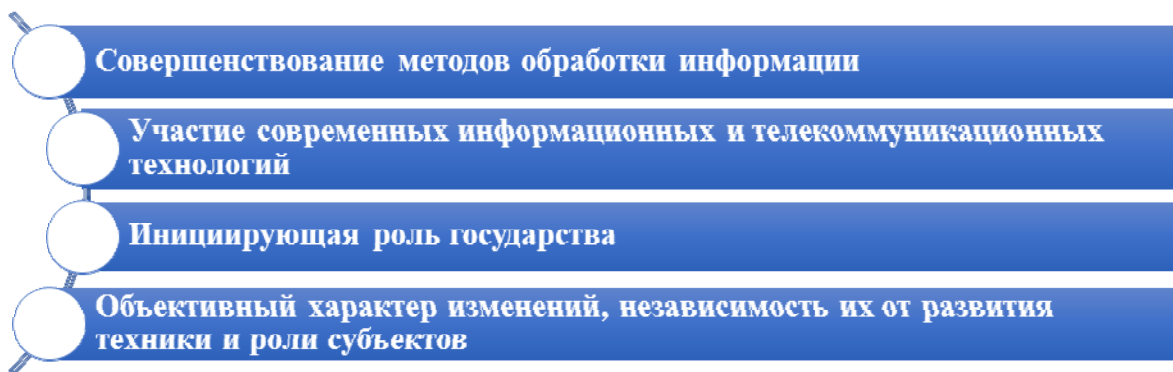 Совершенствование методов обработки информации
Участие современных информационных и телекоммуникационных
технологий
Инициирующая роль государства
Объективный характер изменений, независимость их от развития
техники и роли субъектов